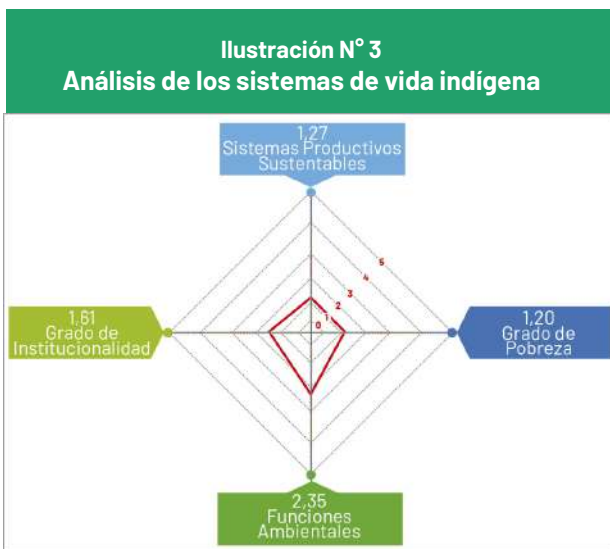 Ilustración N° 3
Análisis de los sistemas de vida indígena
1,27
Sistemas Productivos
Sustentables
5
4
3
2
1
0
1,61
Grado de
Institucionalidad
1,20
Grado de
Pobreza
2,35
Funciones
Ambientales